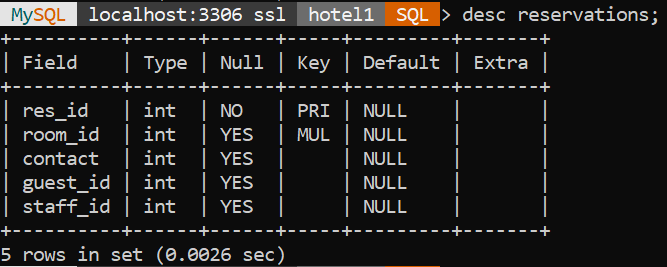 MySQL localhost:3306 ssl hotel1 SQL > desc reservations;
+----------+------+------+-----+---------+-------+
| Field    | Type | Null | Key | Default | Extra |
+----------+------+------+-----+---------+-------+
| res_id   | int  | NO   | PRI | NULL    |       |
| room_id  | int  | YES  | MUL | NULL    |       |
| contact  | int  | YES  |     | NULL    |       |
| guest_id | int  | YES  |     | NULL    |       |
| staff_id | int  | YES  |     | NULL    |       |
+----------+------+------+-----+---------+-------+
5 rows in set (0.0026 sec)